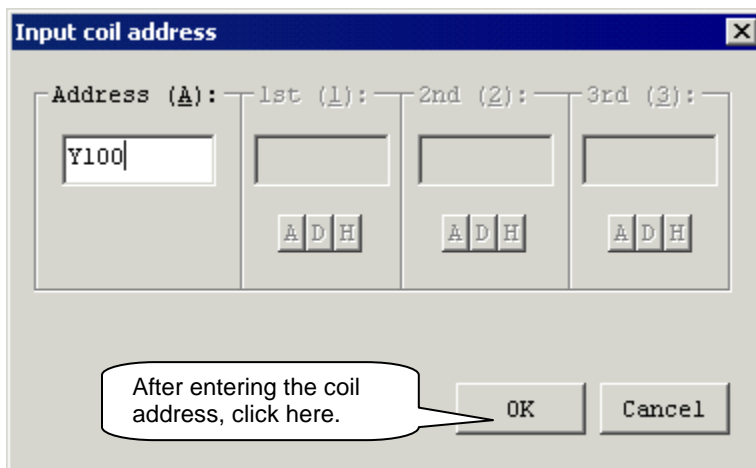 Input coil address
Address (A): 1st (1): 2nd (2): 3rd (3):
Y100
A D H A D H A D H
After entering the coil
address, click here.
OK Cancel